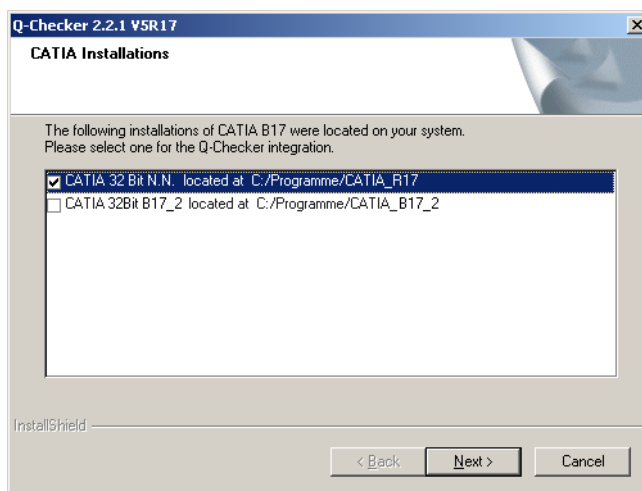 Q-Checker 2.2.1 V5R17
CATIA Installations
The following installations of CATIA B17 were located on your system.
Please select one for the Q-Checker integration.
CATIA 32 Bit N.N. located at C:/Programme/CATIA_R17
CATIA 32Bit B17_2 located at C:/Programme/CATIA_B17_2
InstallShield
< Back
Next >
Cancel